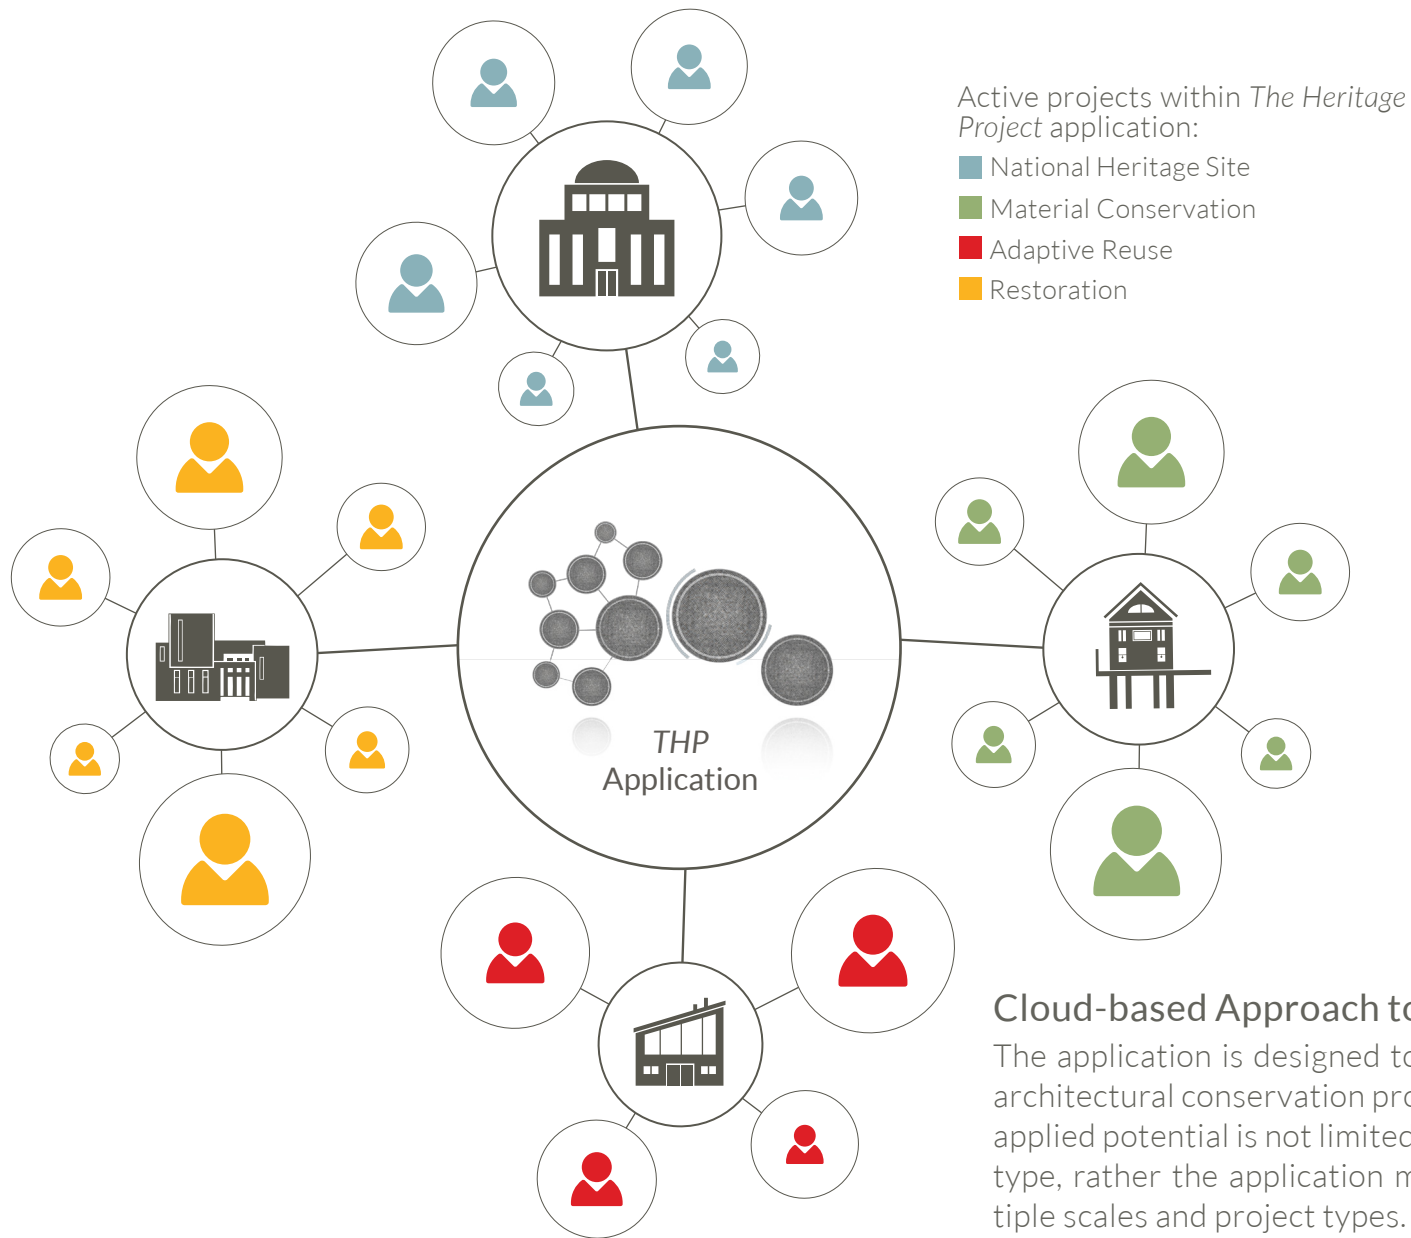 Active projects within The Heritage
Project application:
National Heritage Site
Material Conservation
Adaptive Reuse
Restoration
THP
Application
Cloud-based Approach to
The application is designed to
architectural conservation pro
applied potential is not limited
type, rather the application m
tiple scales and project types.